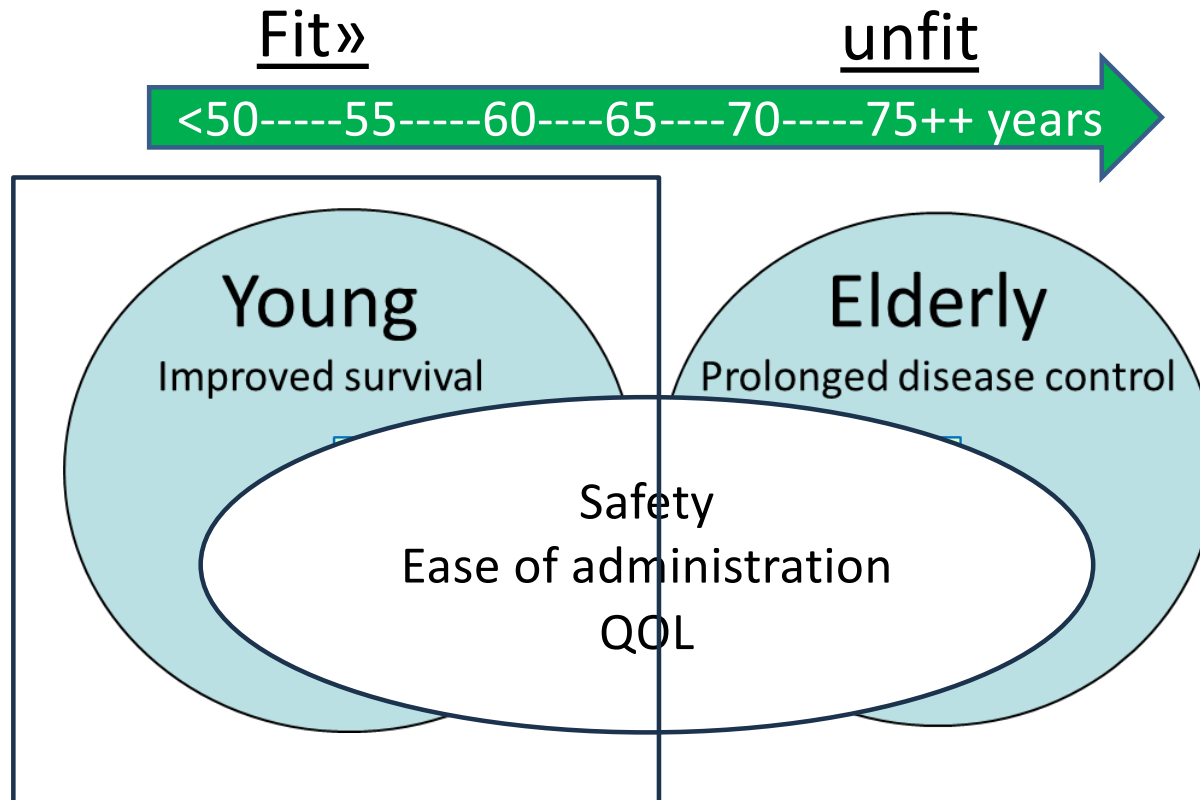 Fit» unfit
<50-----55-----60----65----70-----75++ years
Young
Improved survival
Elderly
Prolonged disease control
Safety
Ease of administration
QOL